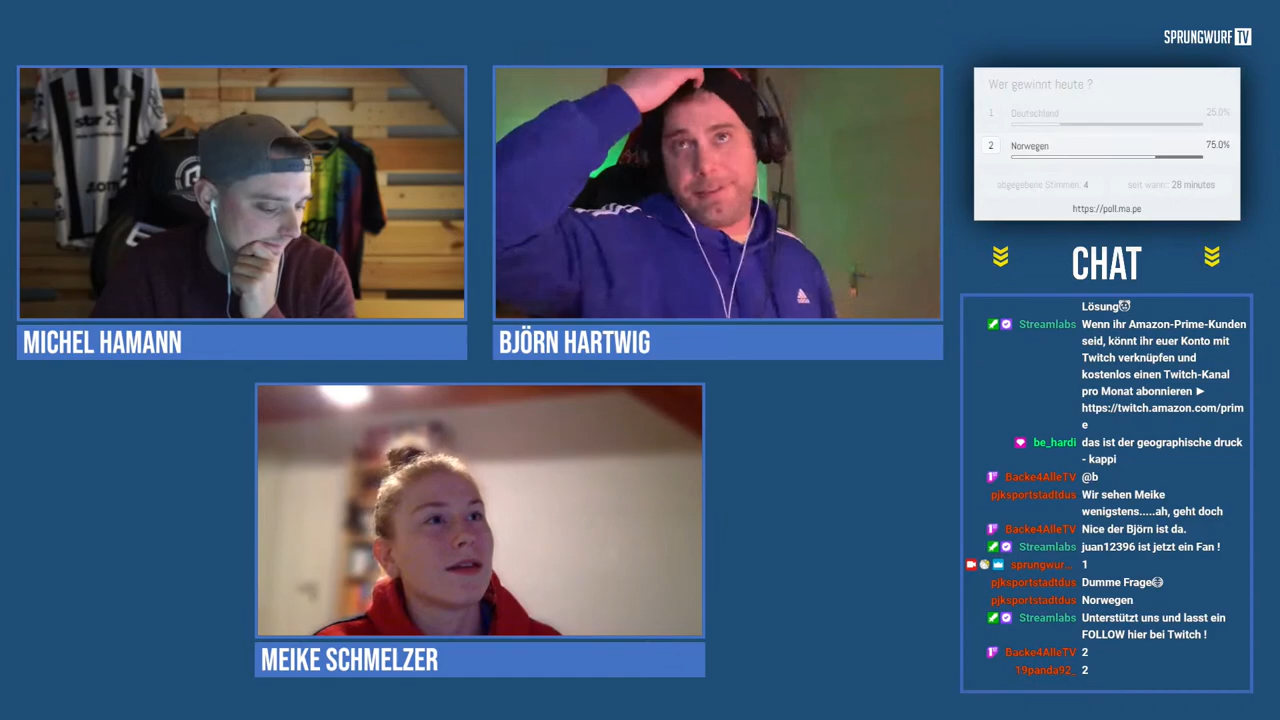 SPRUNGWURF TV
Wer gewinnt heute ?
1 Deutschland 25.0%
2 Norwegen 75.0%
abgegebene Stimmen: 4 seit wann:: 28 minutes
https://poll.ma.pe
CHAT
Lösung
Streamlabs Wenn ihr Amazon-Prime-Kunden
seid, könnt ihr euer Konto mit
Twitch verknüpfen und
kostenlos einen Twitch-Kanal
pro Monat abonnieren ►
https://twitch.amazon.com/prim
e
be_hardi das ist der geographische druck
- kappi
Backe4AlleTV @b
pjksportstadtdus Wir sehen Meike
wenigstens.....ah, geht doch
Backe4AlleTV Nice der Björn ist da.
Streamlabs juan12396 ist jetzt ein Fan !
sprungwur... 1
pjksportstadtdus Dumme Frage
pjksportstadtdus Norwegen
Streamlabs Unterstützt uns und lasst ein
FOLLOW hier bei Twitch !
Backe4AlleTV 2
19panda92_ 2
str
MICHEL HAMANN
adidas
BJÖRN HARTWIG
MEIKE SCHMELZER